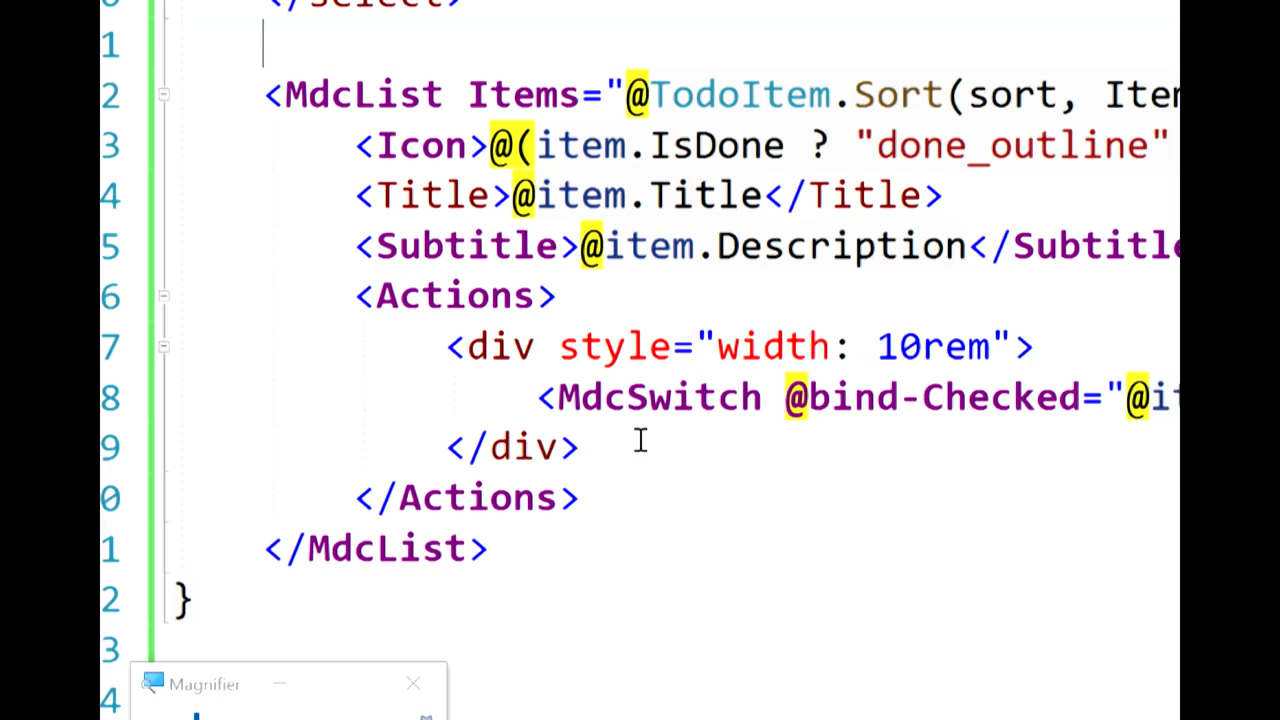 </select>
1
2 <MdcList Items="@TodoItem.Sort(sort, Iter
3 <Icon>@(item.IsDone ? "done_outline"
4 <Title>@item.Title</Title>
5 <Subtitle>@item.Description</Subtitle
6 <Actions>
7 <div style="width: 10rem">
8 <MdcSwitch @bind-Checked="@it
9 </div>
0 </Actions>
1 </MdcList>
2 }
3
4
Magnifier